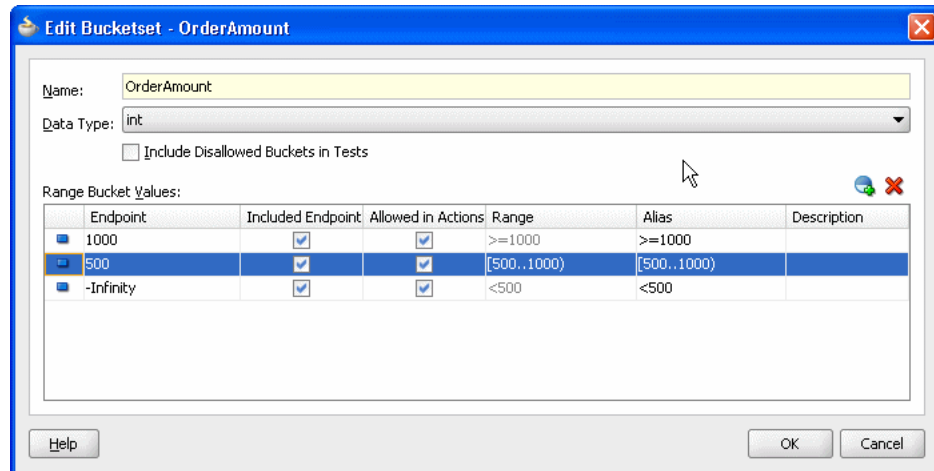 Edit Bucketset - OrderAmount
Name: OrderAmount
Data Type: int
Include Disallowed Buckets in Tests
Range Bucket Values:
Endpoint Included Endpoint Allowed in Actions Range Alias Description
1000 >=1000 >=1000
500 [500..1000) [500..1000)
-Infinity <500 <500
Help OK Cancel